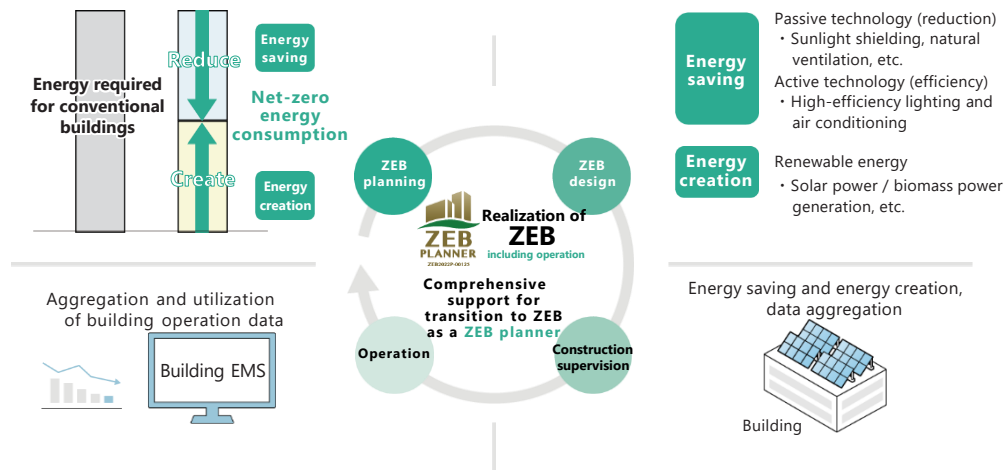 Energy required
for conventional
buildings
Reduce
Create
Energy
saving
Net-zero
energy
consumption
Energy
creation
Energy
saving
Passive technology (reduction)
・Sunlight shielding, natural
ventilation, etc.
Active technology (efficiency)
・High-efficiency lighting and
air conditioning
Energy
creation
Renewable energy
・Solar power / biomass power
generation, etc.
ZEB
planning
ZEB
design
ZEB
PLANNER
ZEB2022P-00125
Realization of
ZEB
including operation
Comprehensive
support for
transition to ZEB
as a ZEB planner
Operation
Construction
supervision
Aggregation and utilization
of building operation data
Building EMS
Energy saving and energy creation,
data aggregation
Building